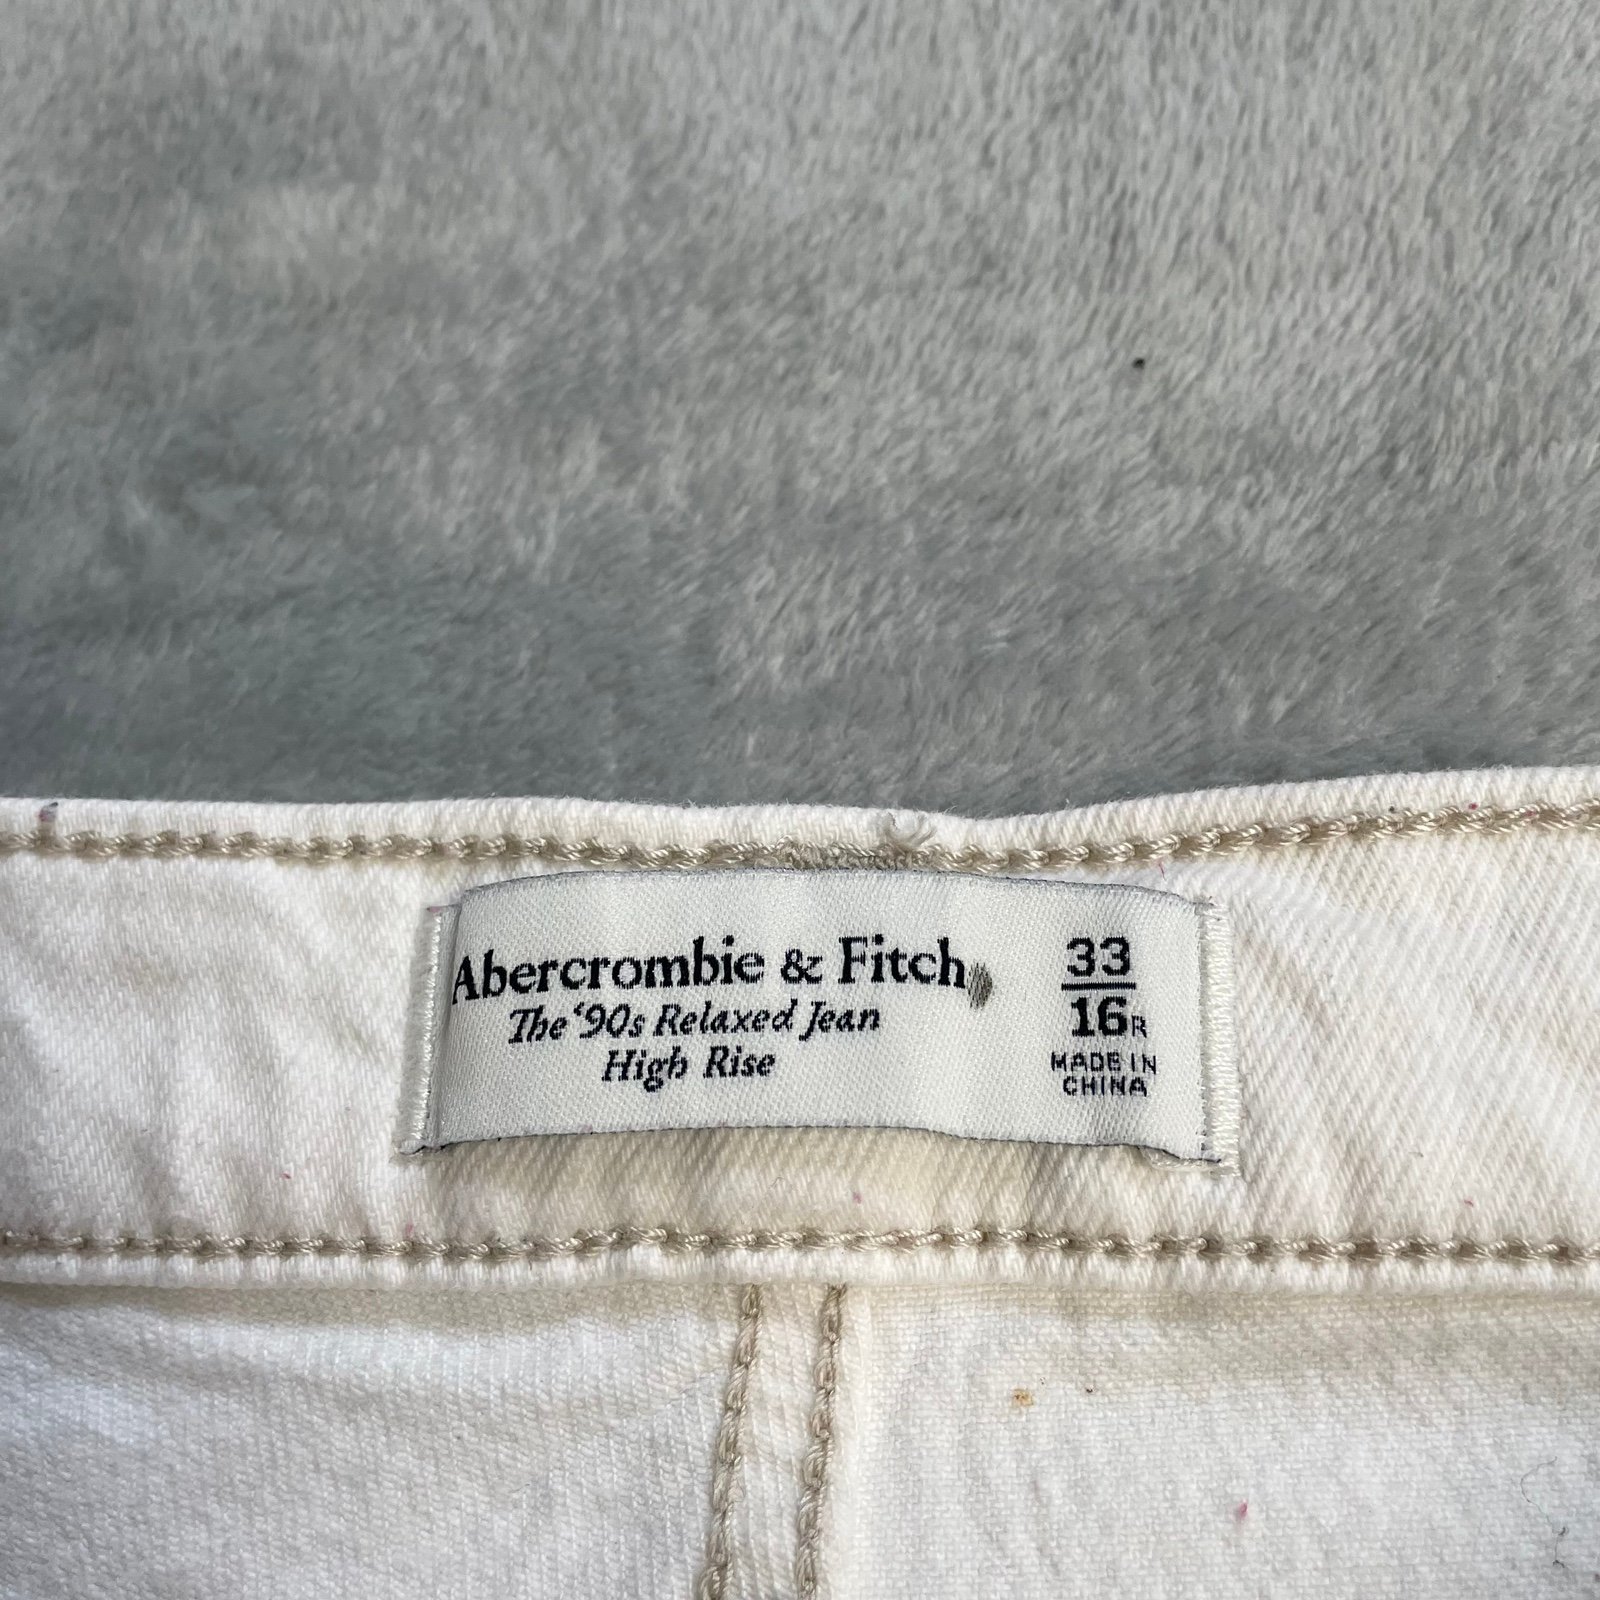 Abercrombie & Fitch
The '90s Relaxed Jean
High Rise
33
16R
MADE IN
CHINA